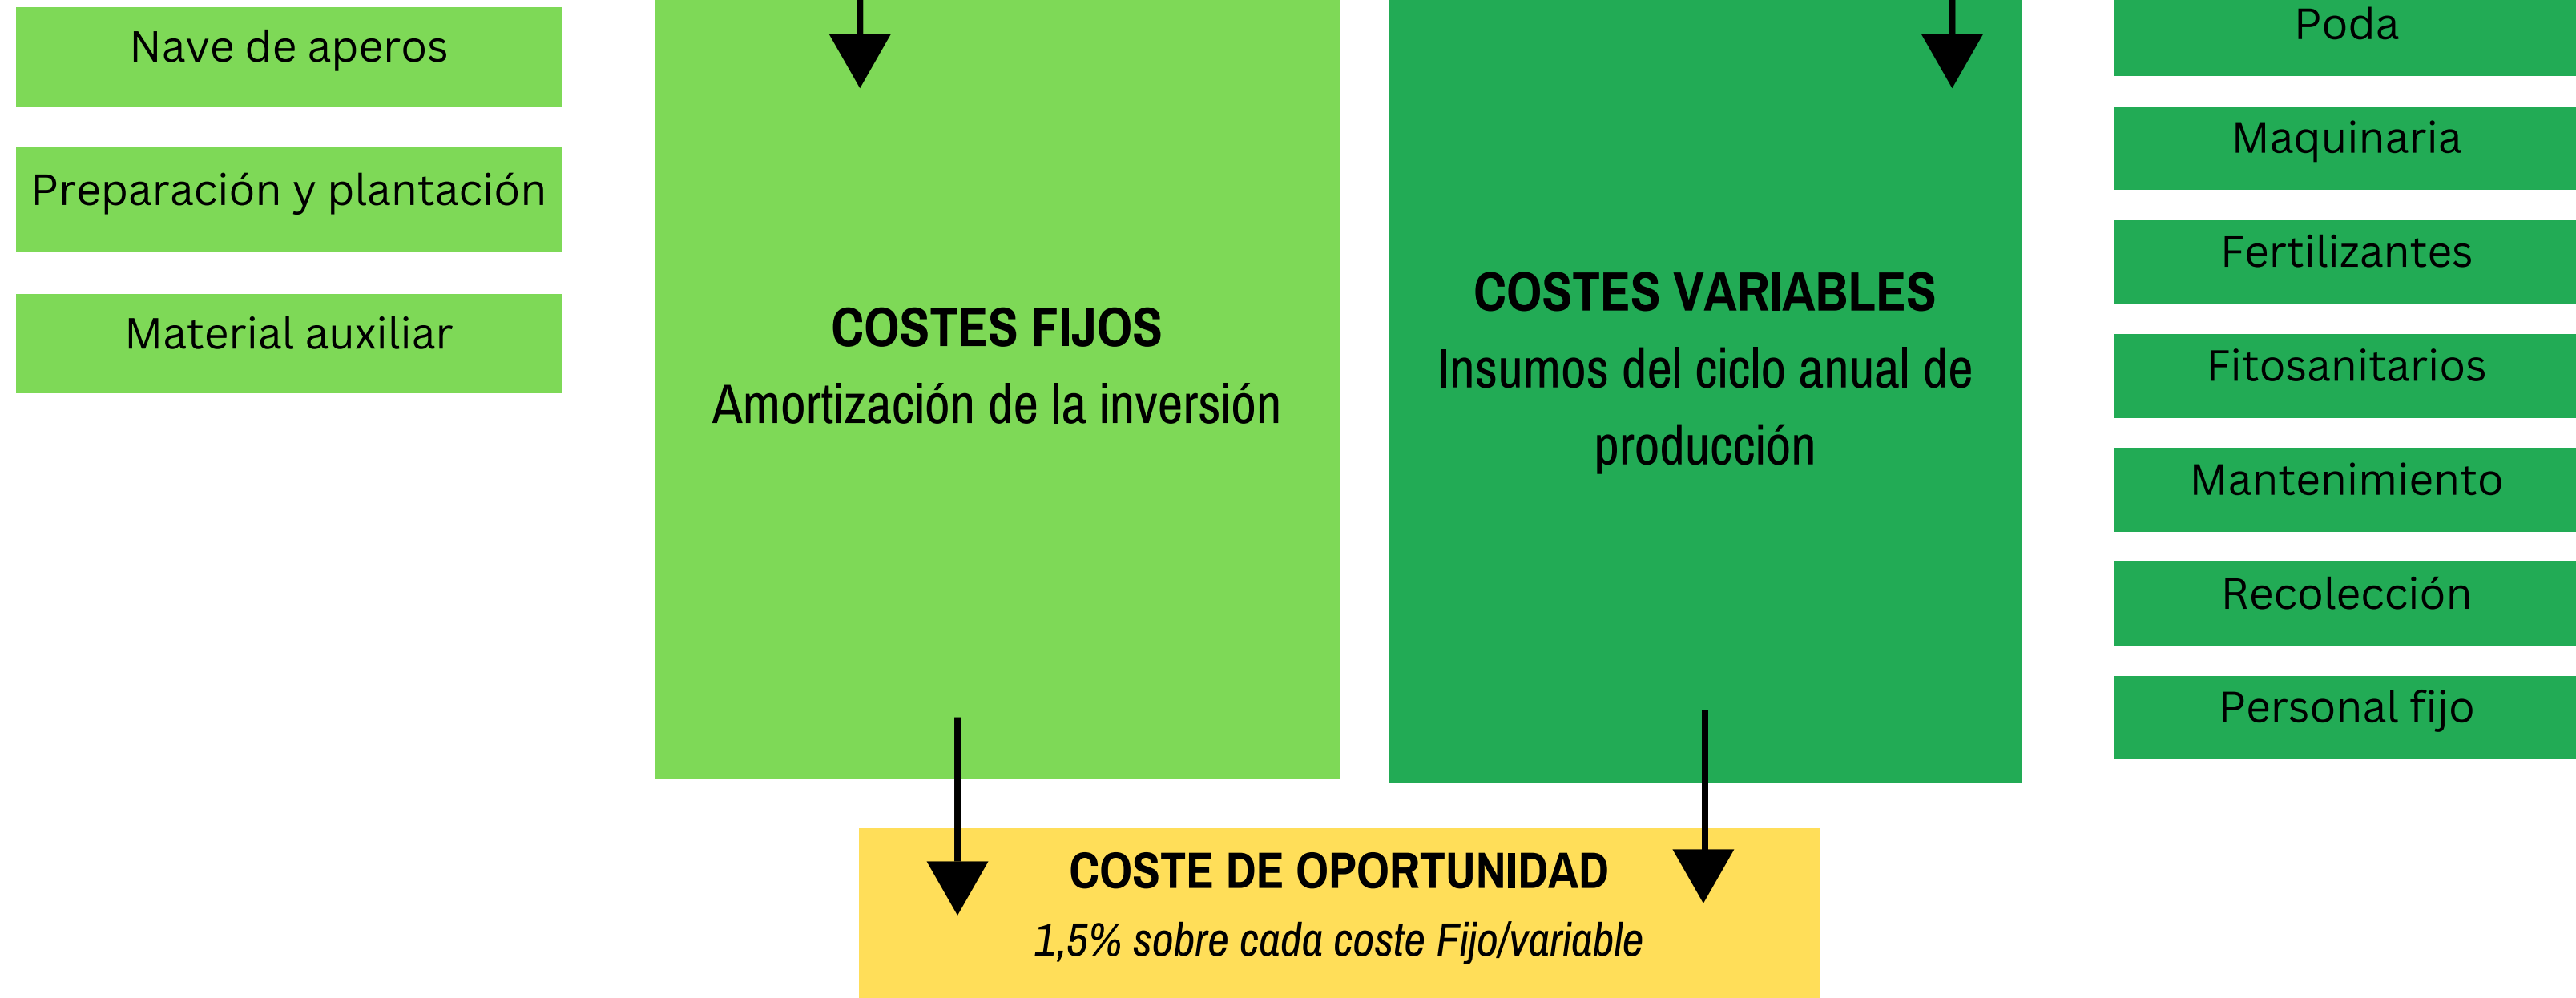 Nave de aperos
Preparación y plantación
Material auxiliar
COSTES FIJOS
Amortización de la inversión
COSTES VARIABLES
Insumos del ciclo anual de
producción
Poda
Maquinaria
Fertilizantes
Fitosanitarios
Mantenimiento
Recolección
Personal fijo
COSTE DE OPORTUNIDAD
1,5% sobre cada coste Fijo/variable